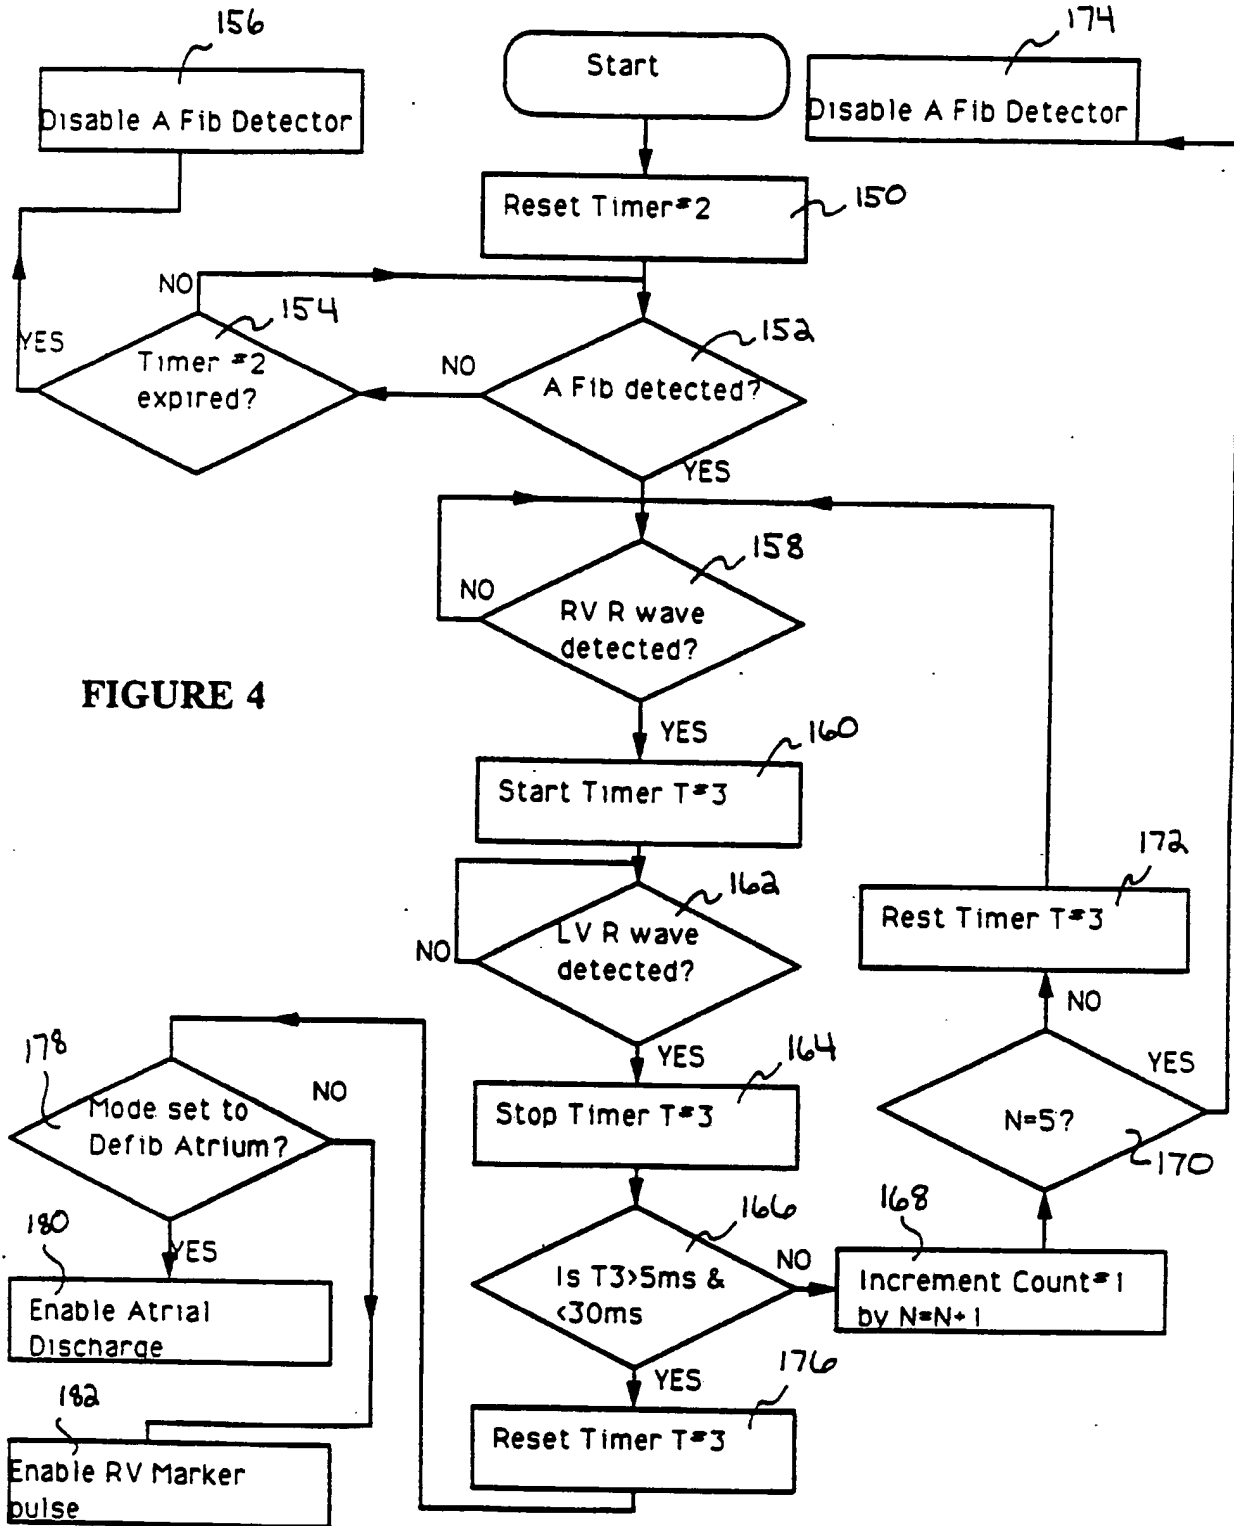 156
Disable A Fib Detector
Start
174
Disable A Fib Detector
Reset Timer#2
150
NO
154
Timer #2
expired?
YES
NO
152
A Fib detected?
YES
158
NO
RV R wave
detected?
FIGURE 4
YES
160
Start Timer T#3
162
NO
LV R wave
detected?
172
Rest Timer T#3
NO
YES
164
Stop Timer T#3
YES
N=5?
170
178
Mode set to
Defib Atrium?
NO
166
Is T3>5ms &
<30ms
NO
168
Increment Count#1
by N=N+1
180
YES
Enable Atrial
Discharge
YES
176
Reset Timer T#3
182
Enable RV Marker
pulse